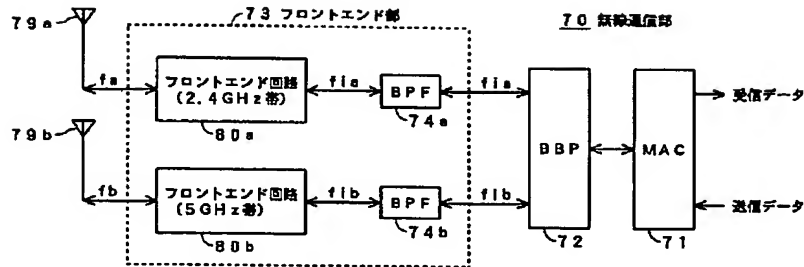 79a
73 フロントエンド部
70 無線通信部
fa
フロントエンド回路
(2.4GHz帯)
80a
fia
BPF
74a
fia
BBP
72
MAC
71
受信データ
送信データ
79b
fb
フロントエンド回路
(5GHz帯)
80b
fib
BPF
74b
fib